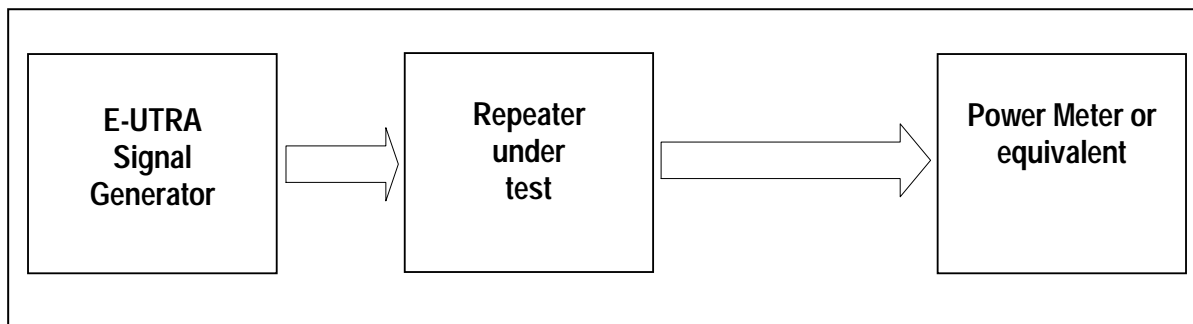 E-UTRA
Signal
Generator
Repeater
under
test
Power Meter or
equivalent